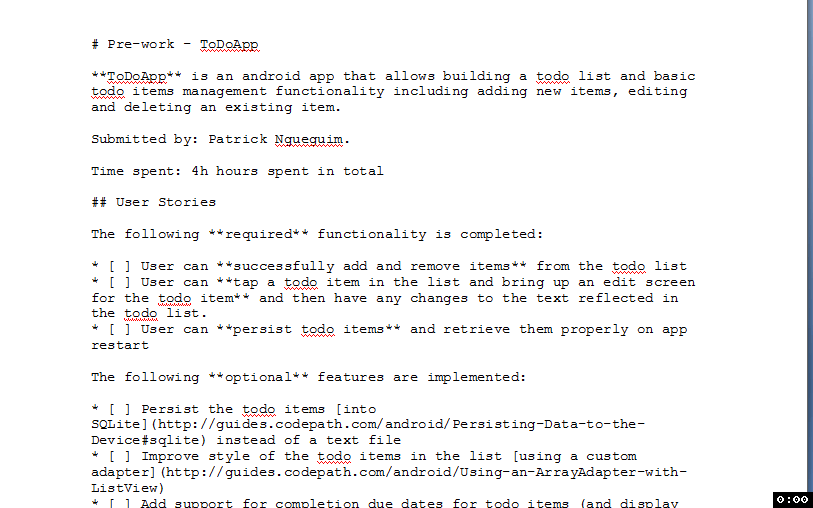 # Pre-work - ToDoApp
**ToDoApp** is an android app that allows building a todo list and basic
todo items management functionality including adding new items, editing
and deleting an existing item.
Submitted by: Patrick Ngueguim.
Time spent: 4h hours spent in total
## User Stories
The following **required** functionality is completed:
* [ ] User can **successfully add and remove items** from the todo list
* [ ] User can **tap a todo item in the list and bring up an edit screen
for the todo item** and then have any changes to the text reflected in
the todo list.
* [ ] User can **persist todo items** and retrieve them properly on app
restart
The following **optional** features are implemented:
* [ ] Persist the todo items [into
SQLite](http://guides.codepath.com/android/Persisting-Data-to-the-
Device#sqlite) instead of a text file
* [ ] Improve style of the todo items in the list [using a custom
adapter](http://guides.codepath.com/android/Using-an-ArrayAdapter-with-
ListView)
* [ ] Add support for completion due dates for todo items (and display
0:00